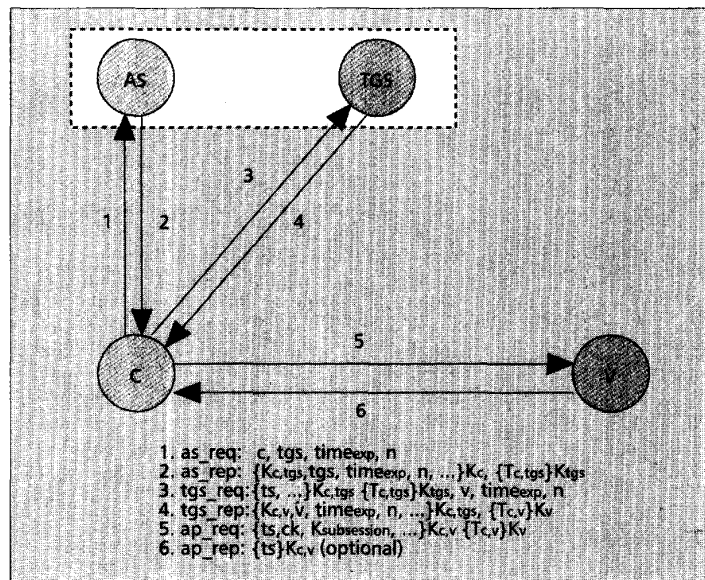 AS
TGS
3
1
2
4
5
C
V
6
1. as_req: c, tgs, timeexp, n
2. as_rep: {Kc,tgs,tgs, timeexp, n, ...}Kc, {Tc,tgs}Ktgs
3. tgs_req:{ts, ...}Kc,tgs {Tc,tgs}Ktgs, v, timeexp, n
4. tgs_rep:{Kc,v,v, timeexp, n, ...}Kc,tgs, {Tc,v}Kv
5. ap_req: {ts,ck, Ksubsession, ...}Kc,v {Tc,v}Kv
6. ap_rep: {ts}Kc,v (optional)